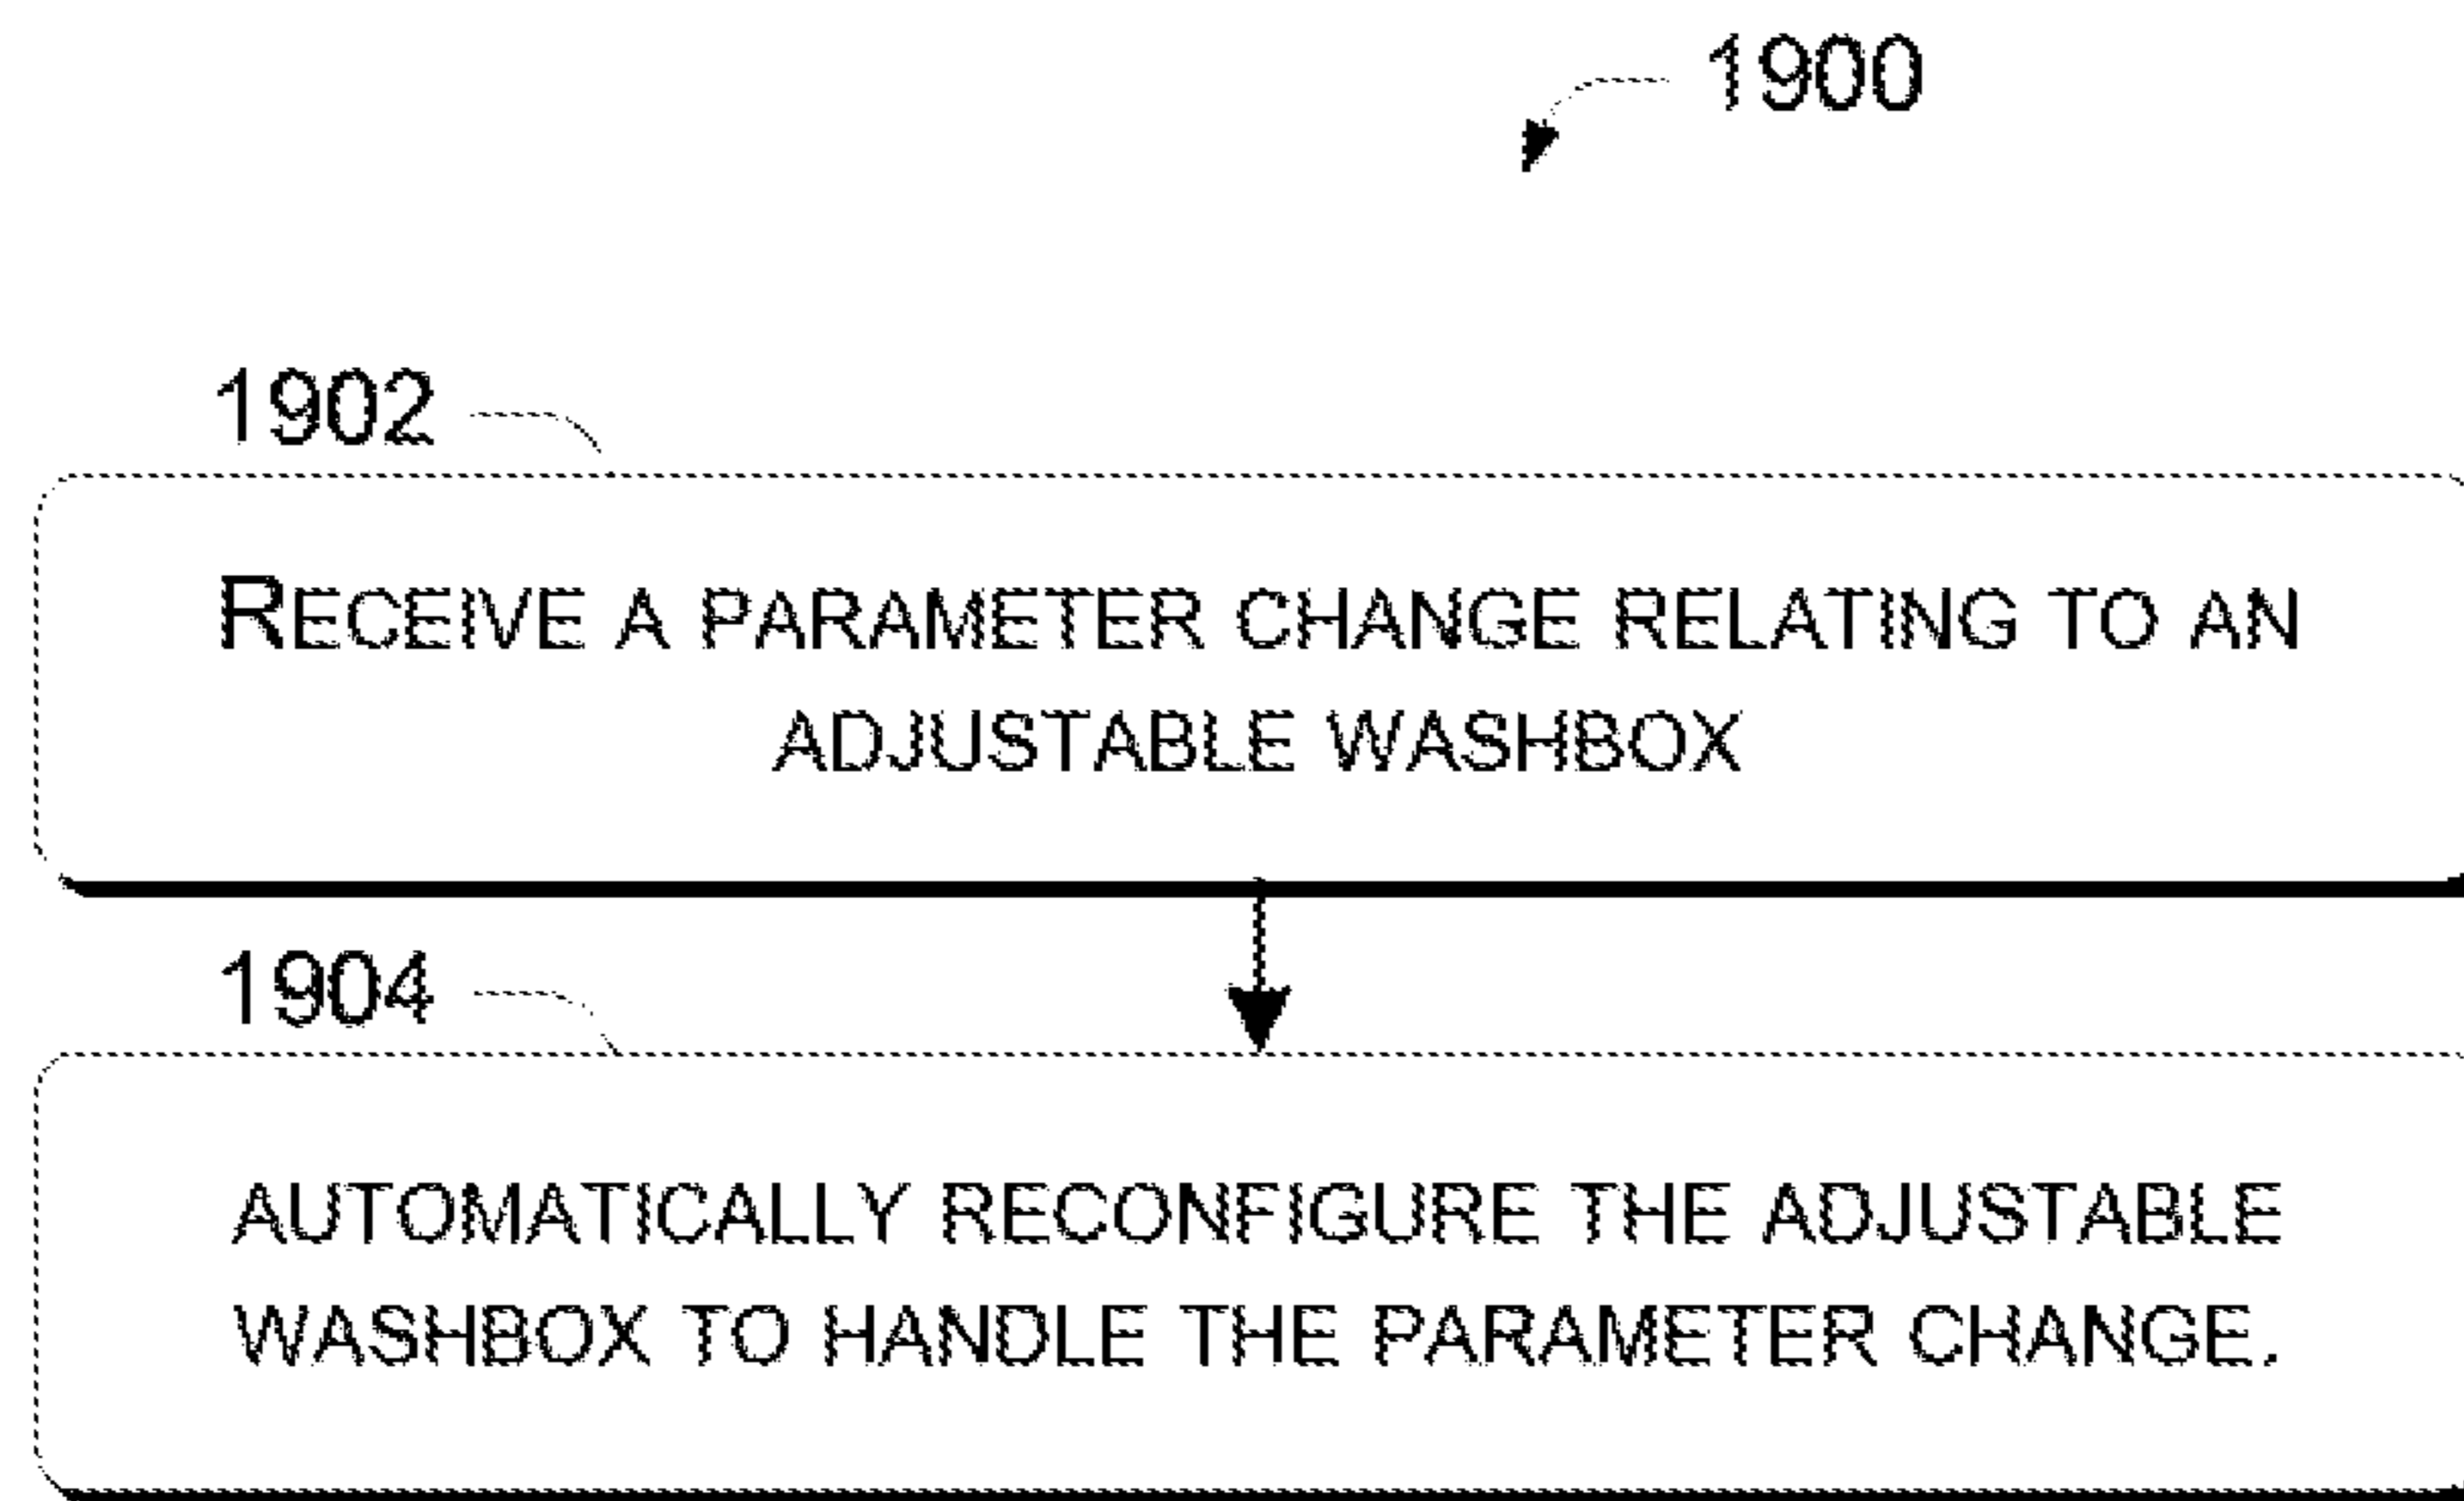 1900
1902
RECEIVE A PARAMETER CHANGE RELATING TO AN
ADJUSTABLE WASHBOX
1904
AUTOMATICALLY RECONFIGURE THE ADJUSTABLE
WASHBOX TO HANDLE THE PARAMETER CHANGE.